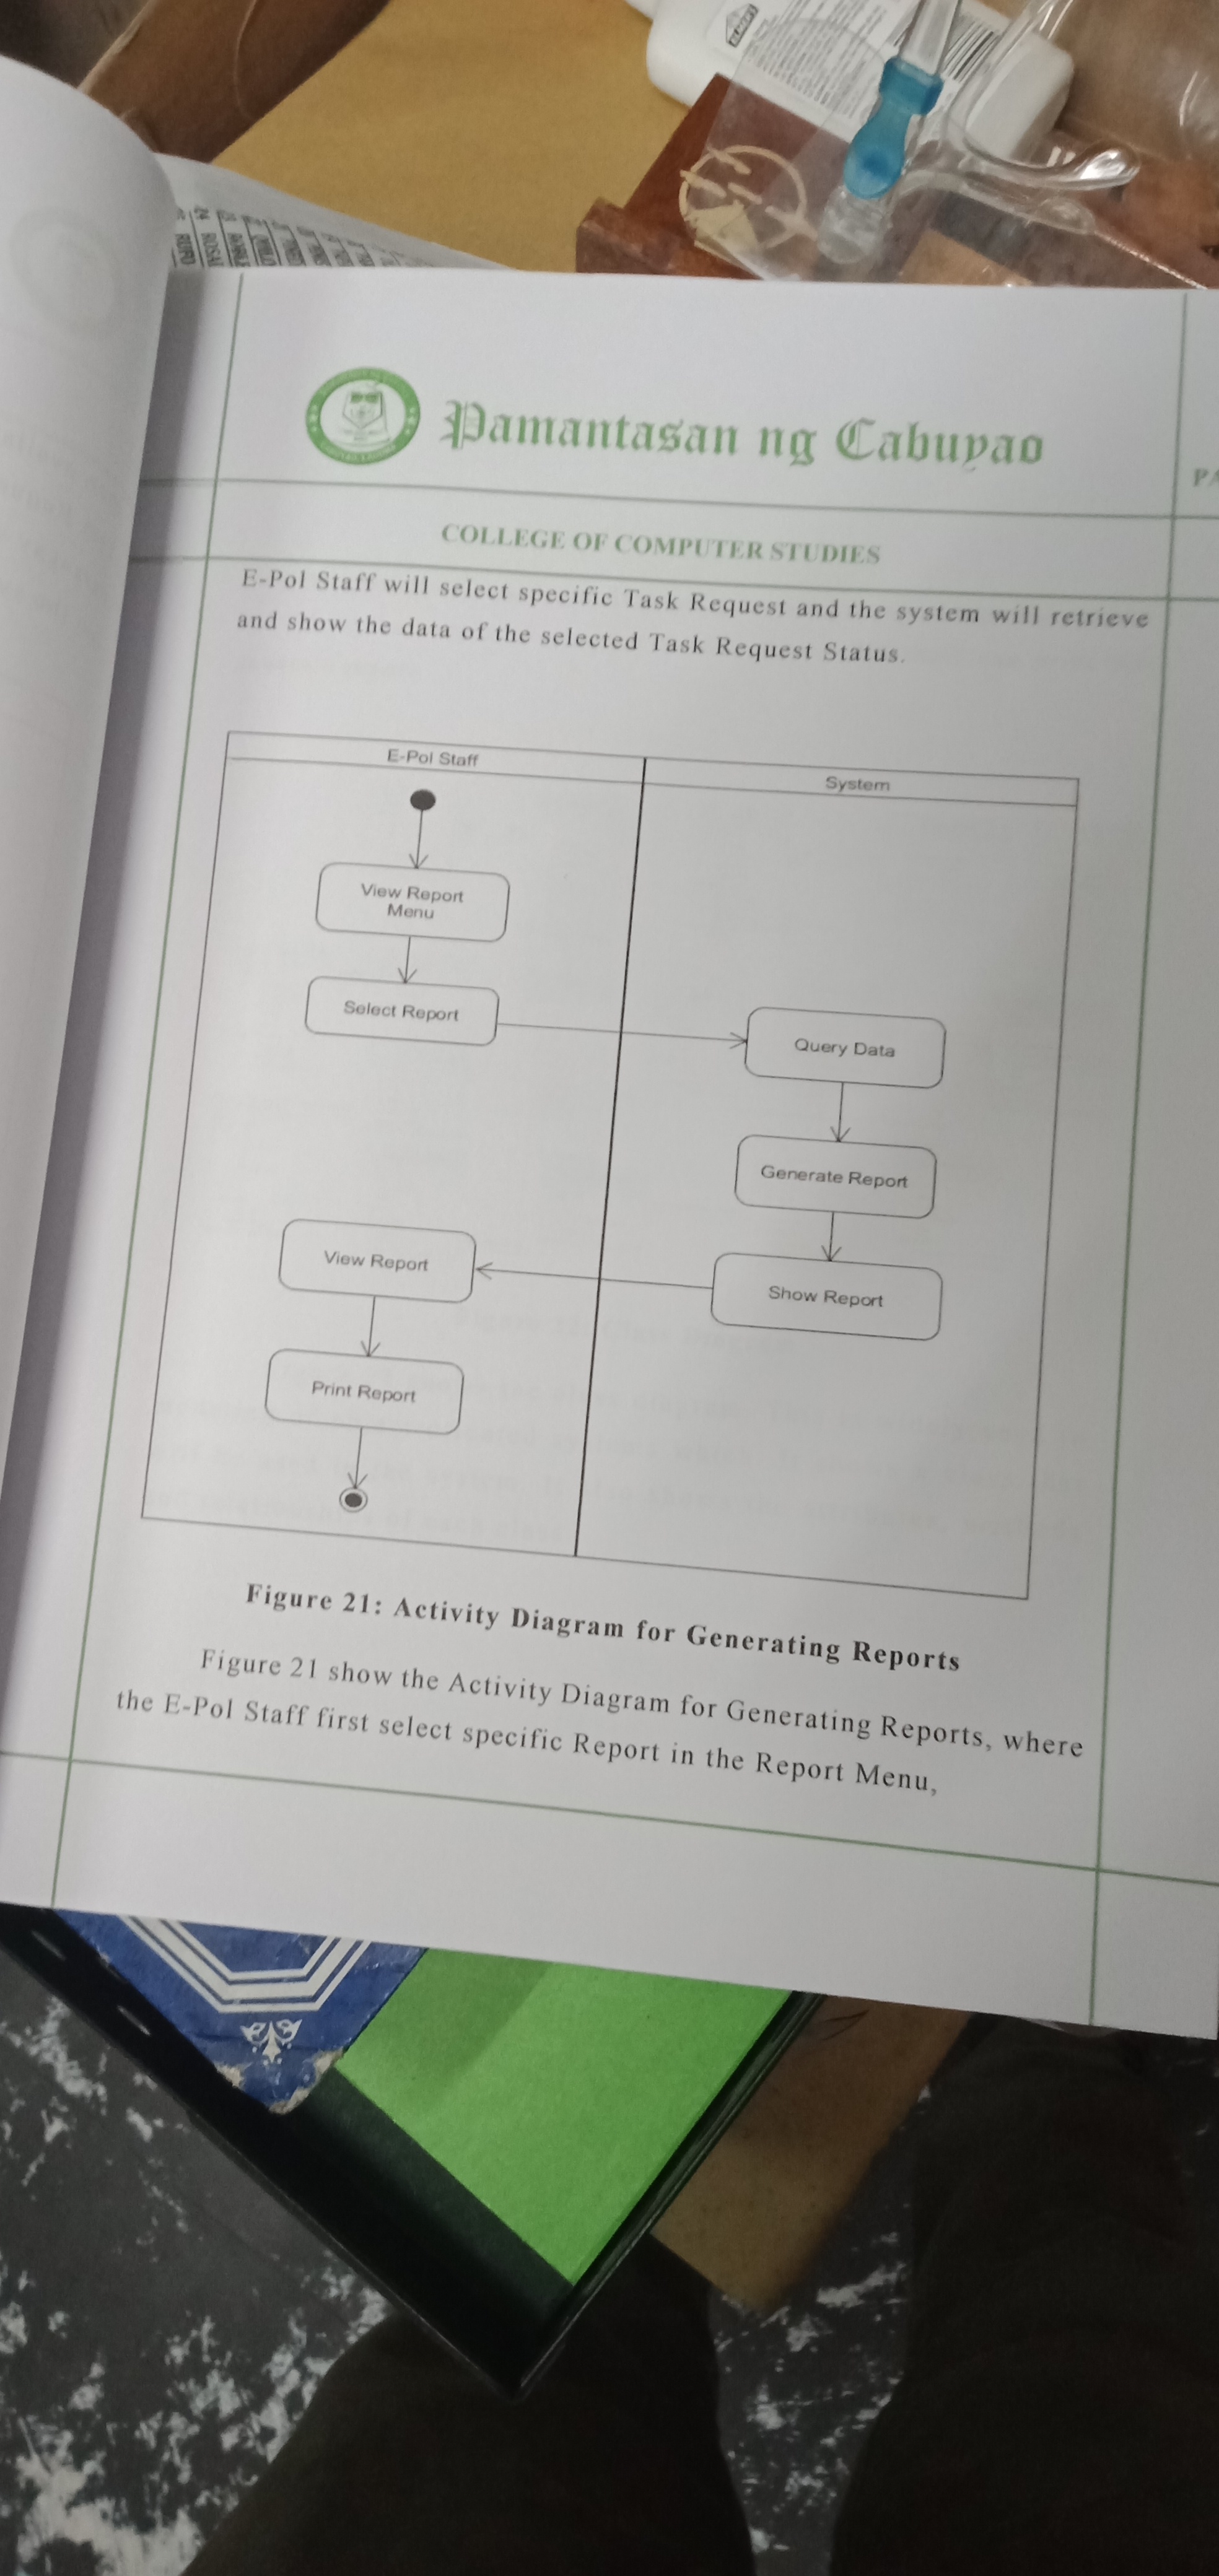 Pamantasan ng Cabuyao
PA
COLLEGE OF COMPUTER STUDIES
E-Pol Staff will select specific Task Request and the system will retrieve
and show the data of the selected Task Request Status.
E-Pol Staff
System
View Report
Menu
Select Report
Query Data
Generate Report
View Report
Show Report
Print Report
Figure 21: Activity Diagram for Generating Reports
Figure 21 show the Activity Diagram for Generating Reports, where
the E-Pol Staff first select specific Report in the Report Menu,